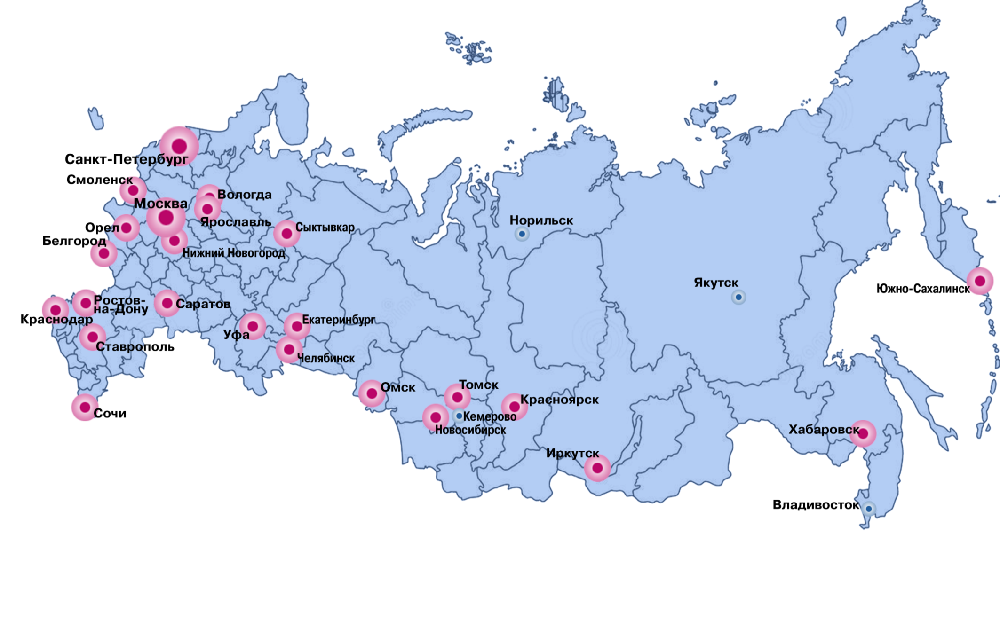 Санкт-Петербург
Смоленск
Вологда
Москва
Ярославль
Норильск
Орел
Сыктывкар
Белгород
Нижний Новогород
Якутск
Южно-Сахалинск
Ростов-
на-Дону
Саратов
Краснодар
Екатеринбург
Уфа
Ставрополь
Челябинск
Томск
Омск
Красноярск
Сочи
Кемерово
Новосибирск
Хабаровск
Иркутск
Владивосток